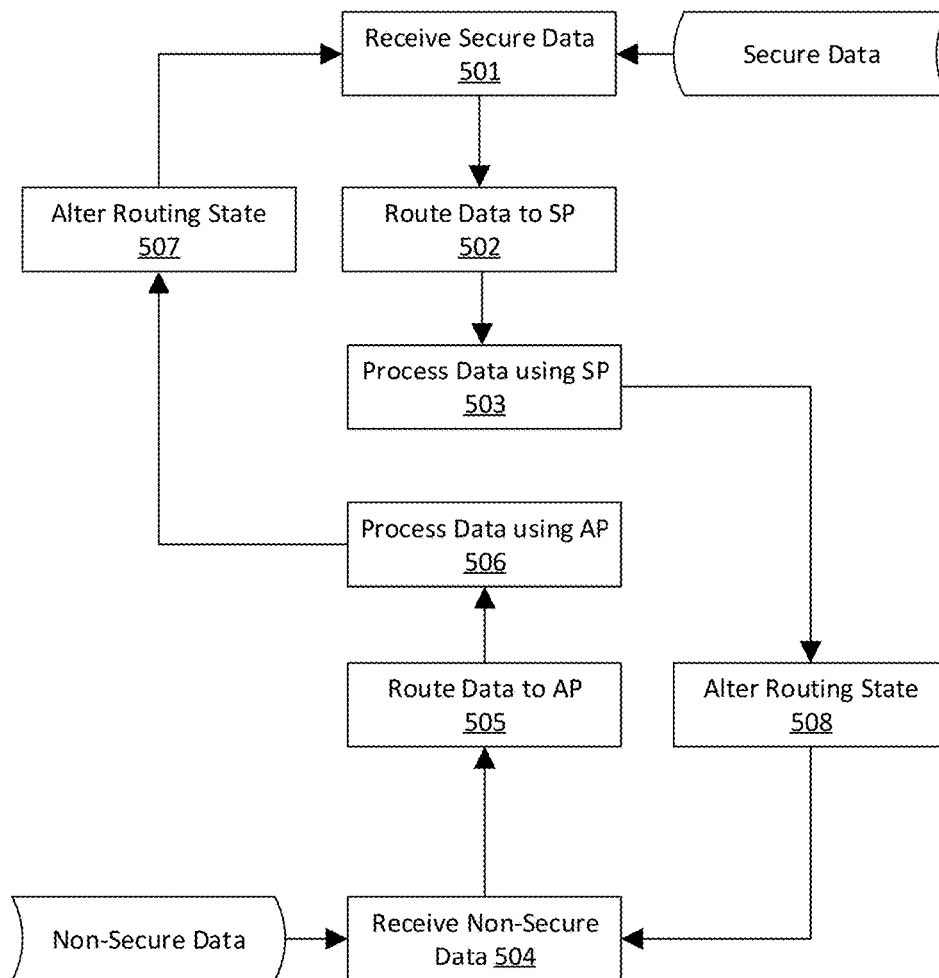 Receive Secure Data
501
Secure Data
Alter Routing State
507
Route Data to SP
502
Process Data using SP
503
Process Data using AP
506
Route Data to AP
505
Alter Routing State
508
Non-Secure Data
Receive Non-Secure
Data 504